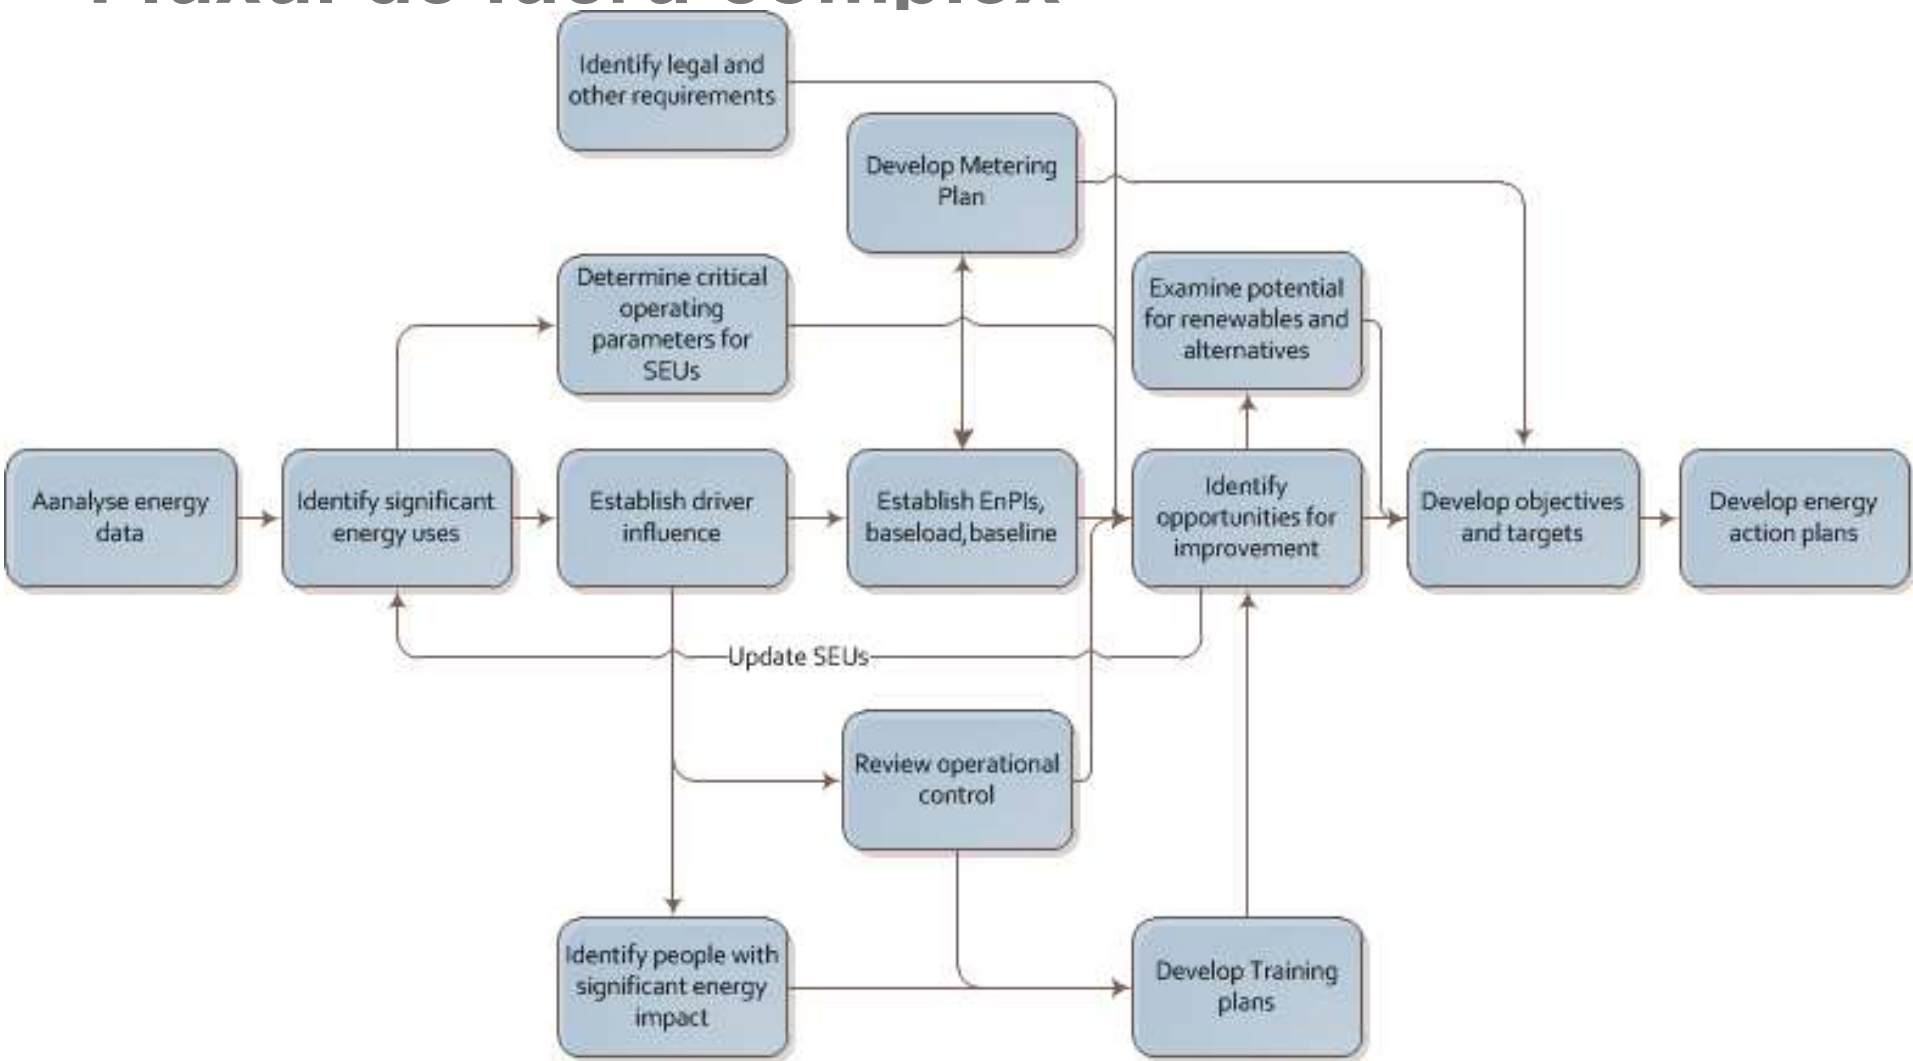 Identify legal and
other requirements
Develop Metering
Plan
Determine critical
operating
parameters for
SEUs
Examine potential
for renewables and
alternatives
Aanalyse energy
data
Identify significant
energy uses
Establish driver
influence
Establish EnPIs,
baseload, baseline
Identify
opportunities for
improvement
Develop objectives
and targets
Develop energy
action plans
Update SEUs
Review operational
control
Identify people with
significant energy
impact
Develop Training
plans